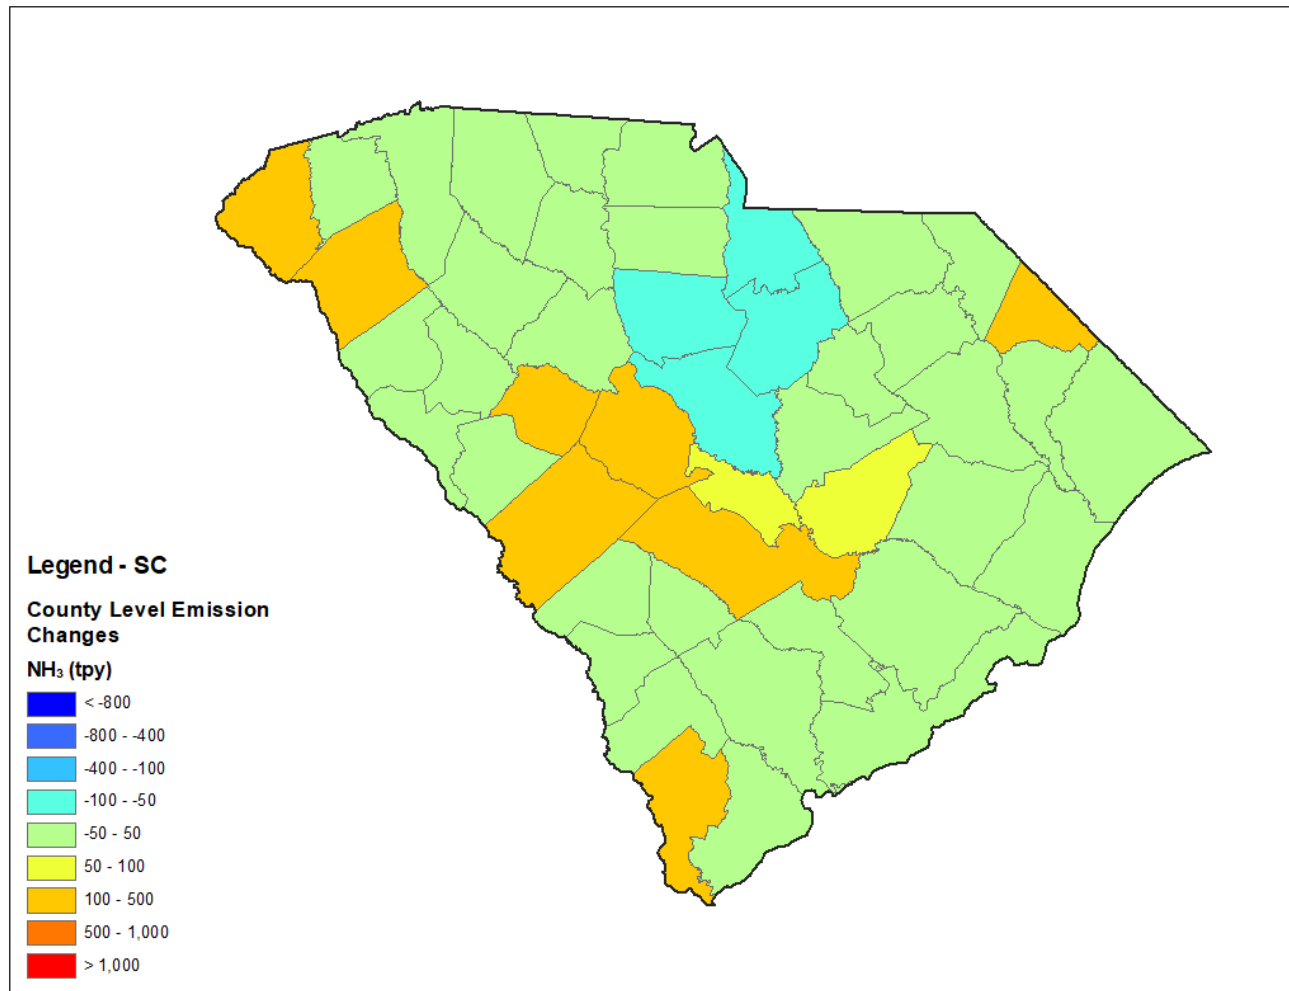 Legend - SC
County Level Emission
Changes
NH₃ (tpy)
< -800
-800 - -400
-400 - -100
-100 - -50
-50 - 50
50 - 100
100 - 500
500 - 1,000
> 1,000